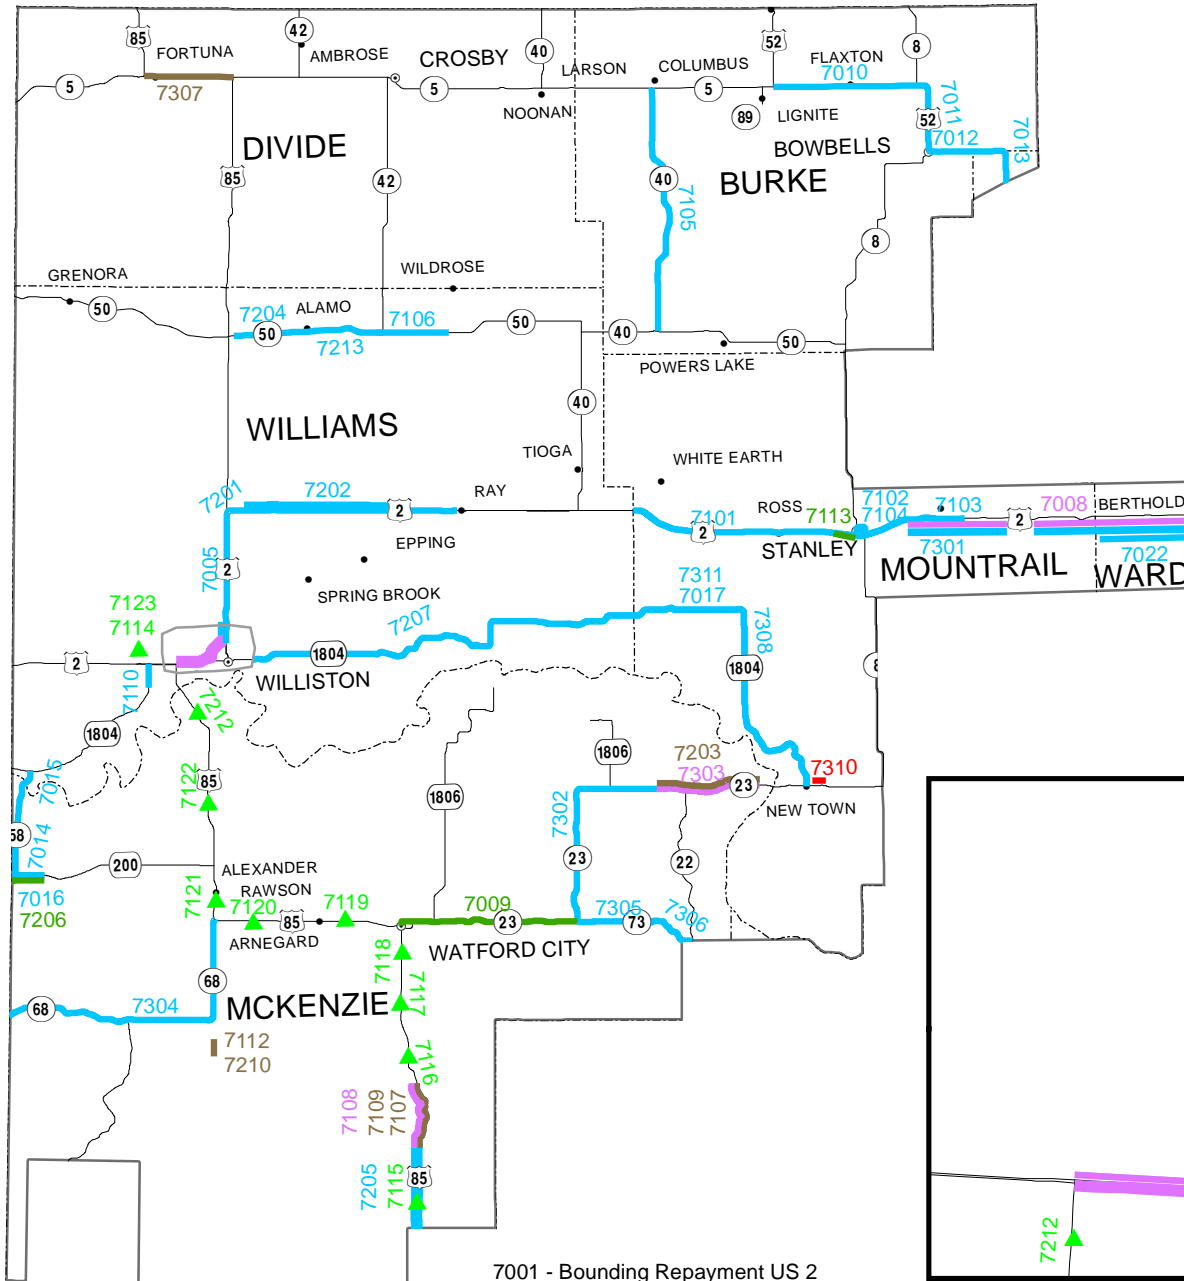 85
FORTUNA
42
AMBROSE
CROSBY
40
LARSON
52
COLUMBUS
FLAXTON
8
5
7307
5
NOONAN
5
89
LIGNITE
7010
7011
52
BOWBELLS
7012
7013
DIVIDE
85
42
40
7105
BURKE
8
GRENORA
WILDROSE
50
7204
ALAMO
7106
50
50
7213
40
50
POWERS LAKE
WILLIAMS
40
TIOGA
WHITE EARTH
7201
7202
RAY
2
7101
ROSS
7113
7102
7104
7103
7008
BERTHOLD
2
2
STANLEY
7301
7022
MOUNTRAIL
WARD
EPPING
7005
2
SPRING BROOK
7207
7311
7017
7308
7123
7114
2
1804
1804
8
WILLISTON
7110
7212
1804
7015
85
7122
1806
1806
7203
7303
23
7310
NEW TOWN
58
7014
200
7302
23
22
7016
7206
ALEXANDER
RAWSON
7121
7120
7119
85
ARNEGARD
7009
23
7305
73
7306
WATFORD CITY
7118
68
7117
68
7304
MCKENZIE
7112
7210
7116
7108
7109
7107
7205
7115
85
7212
7001 - Bounding Repayment US 2